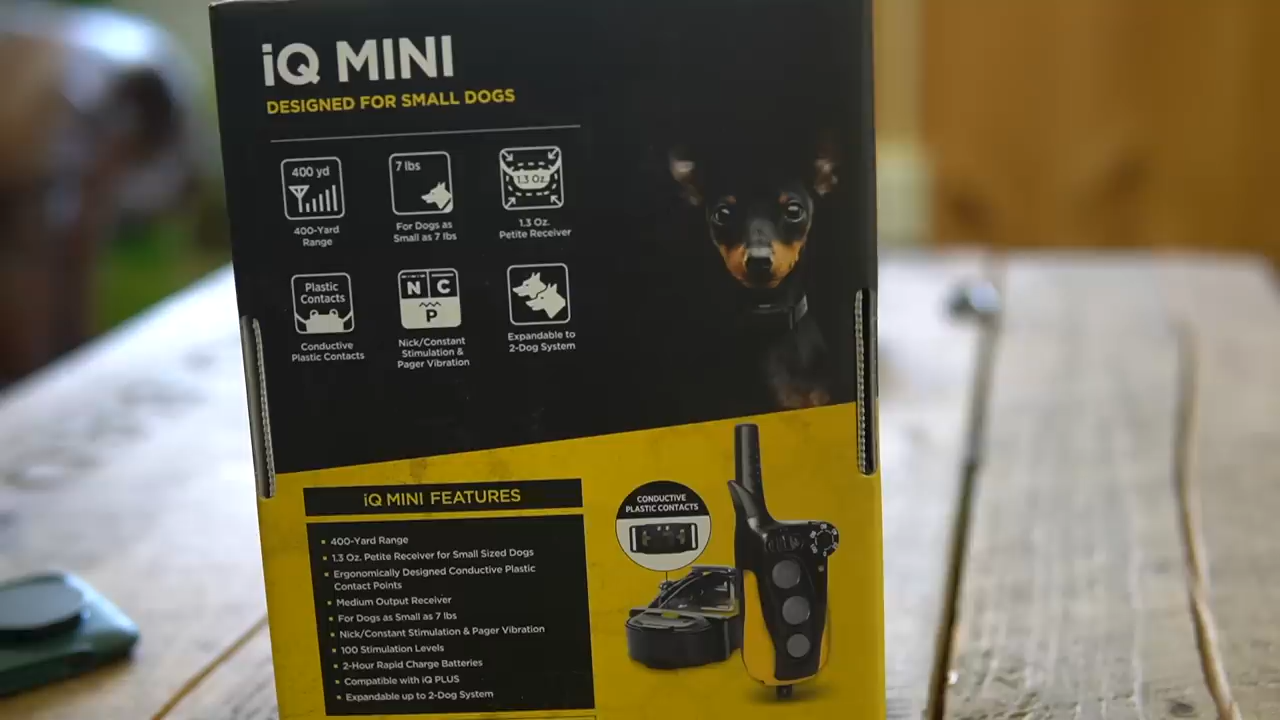 iQ MINI
DESIGNED FOR SMALL DOGS
400 yd
400-Yard
Range
7 lbs
For Dogs as
Small as 7 lbs
1.3 Oz.
1.3 Oz.
Petite Receiver
Plastic
Contacts
Conductive
Plastic Contacts
N C
P
Nick/Constant
Stimulation &
Pager Vibration
Expandable to
2-Dog System
iQ MINI FEATURES
▪ 400-Yard Range
▪ 1.3 Oz. Petite Receiver for Small Sized Dogs
▪ Ergonomically Designed Conductive Plastic
Contact Points
▪ Medium Output Receiver
▪ For Dogs as Small as 7 lbs
▪ Nick/Constant Stimulation & Pager Vibration
▪ 100 Stimulation Levels
▪ 2-Hour Rapid Charge Batteries
▪ Compatible with iQ PLUS
▪ Expandable up to 2-Dog System
CONDUCTIVE
PLASTIC CONTACTS